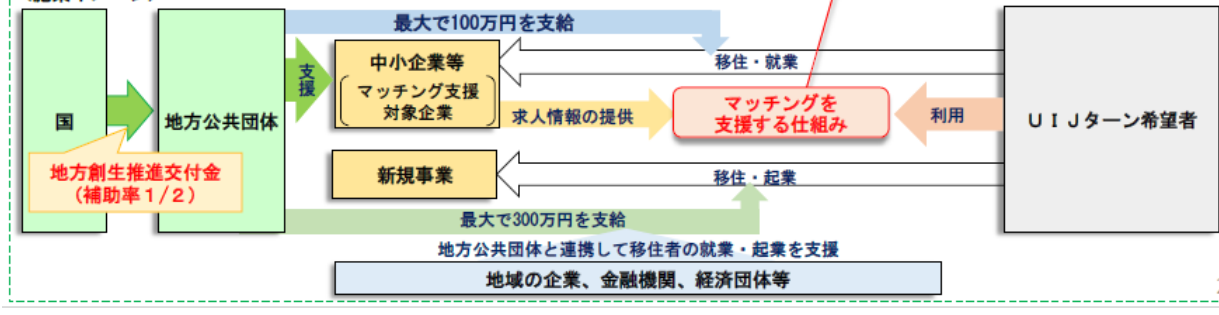 最大で100万円を支給
国
地方公共団体
支援
中小企業等
マッチング支援
対象企業
移住・就業
求人情報の提供
マッチングを
支援する仕組み
利用
UIJターン希望者
地方創生推進交付金
(補助率1/2)
新規事業
移住・起業
最大で300万円を支給
地方公共団体と連携して移住者の就業・起業を支援
地域の企業、金融機関、経済団体等